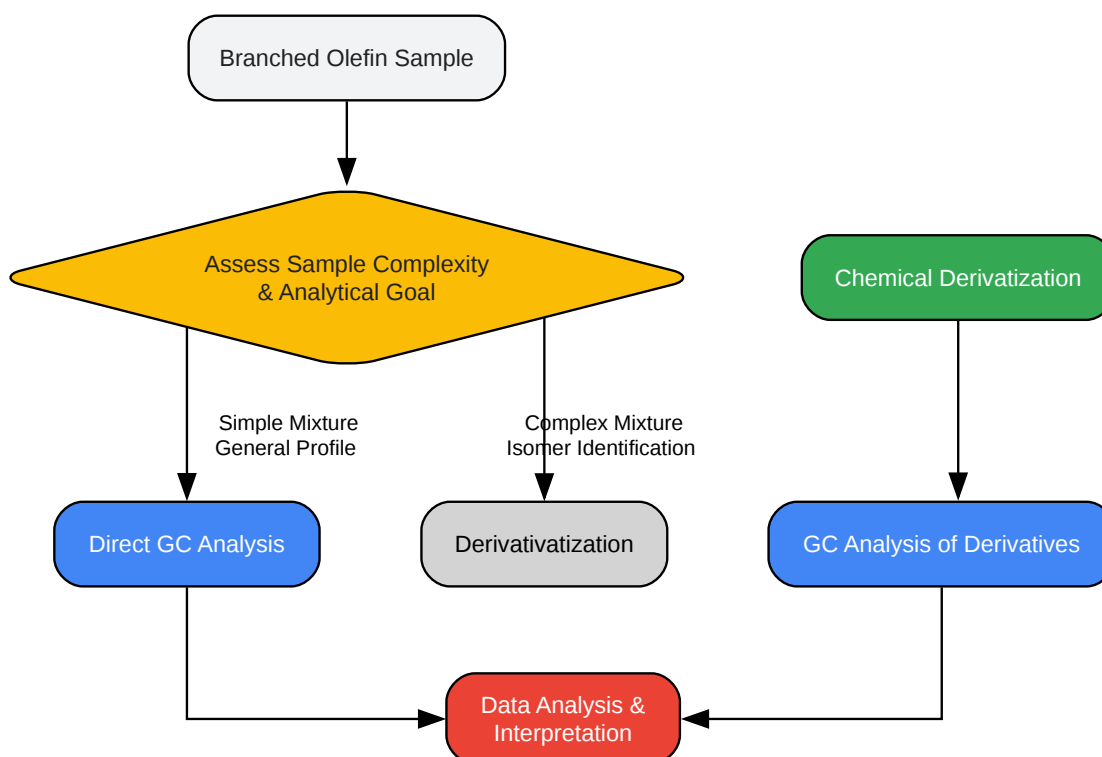 Branched Olefin Sample
Assess Sample Complexity
& Analytical Goal
Chemical Derivatization
Simple Mixture
General Profile
Complex Mixture
Isomer Identification
Direct GC Analysis
Derivativatization
GC Analysis of Derivatives
Data Analysis &
Interpretation